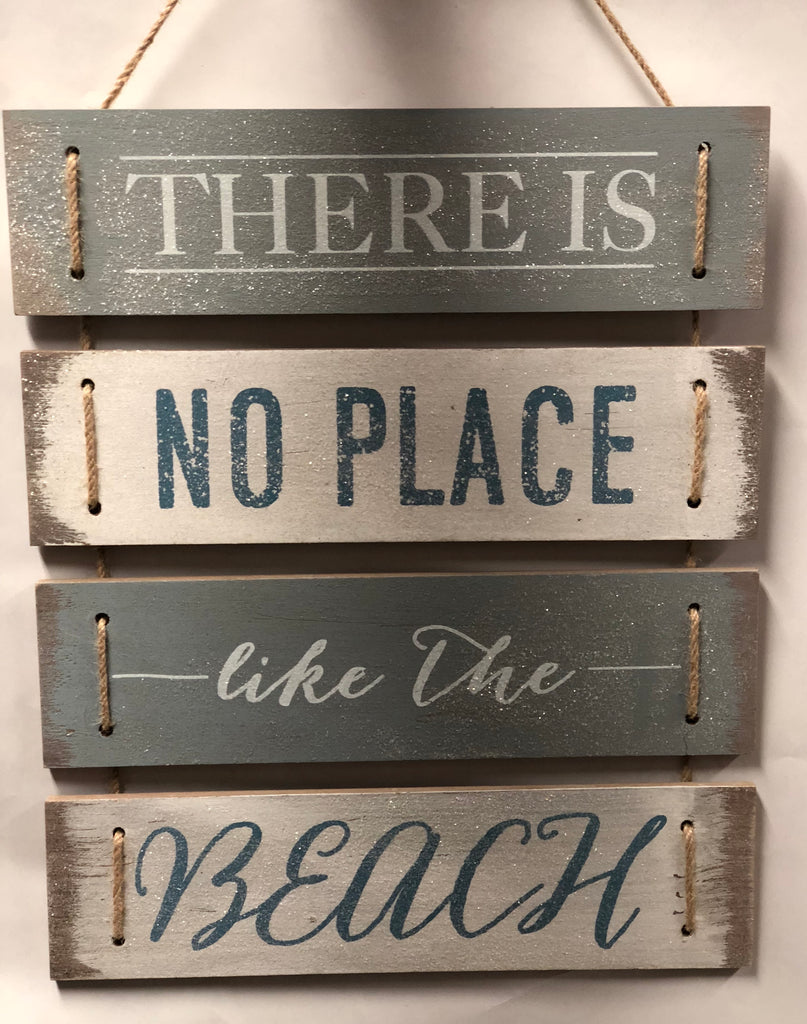 THERE IS
NO PLACE
like the
BEACH